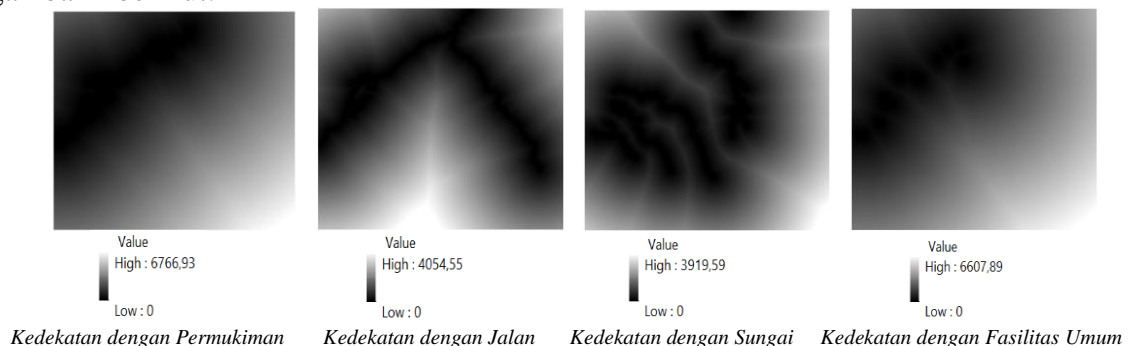 Value
High : 6766,93
Low : 0
Kedekatan dengan Permukiman
Value
High : 4054,55
Low : 0
Kedekatan dengan Jalan
Value
High : 3919,59
Low : 0
Kedekatan dengan Sungai
Value
High : 6607,89
Low : 0
Kedekatan dengan Fasilitas Umum